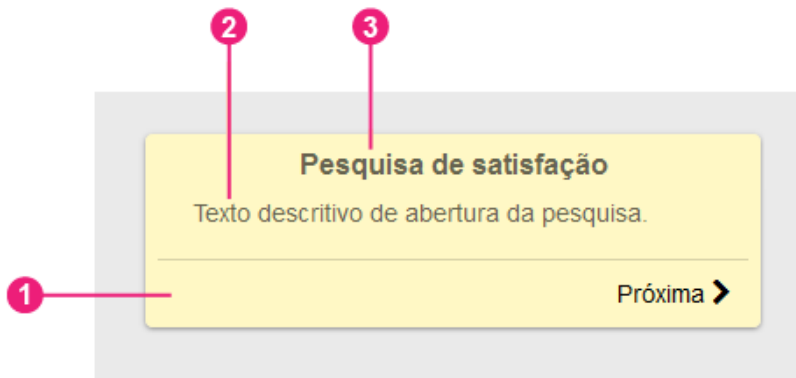 2 3
Pesquisa de satisfação
Texto descritivo de abertura da pesquisa.
1
Próxima